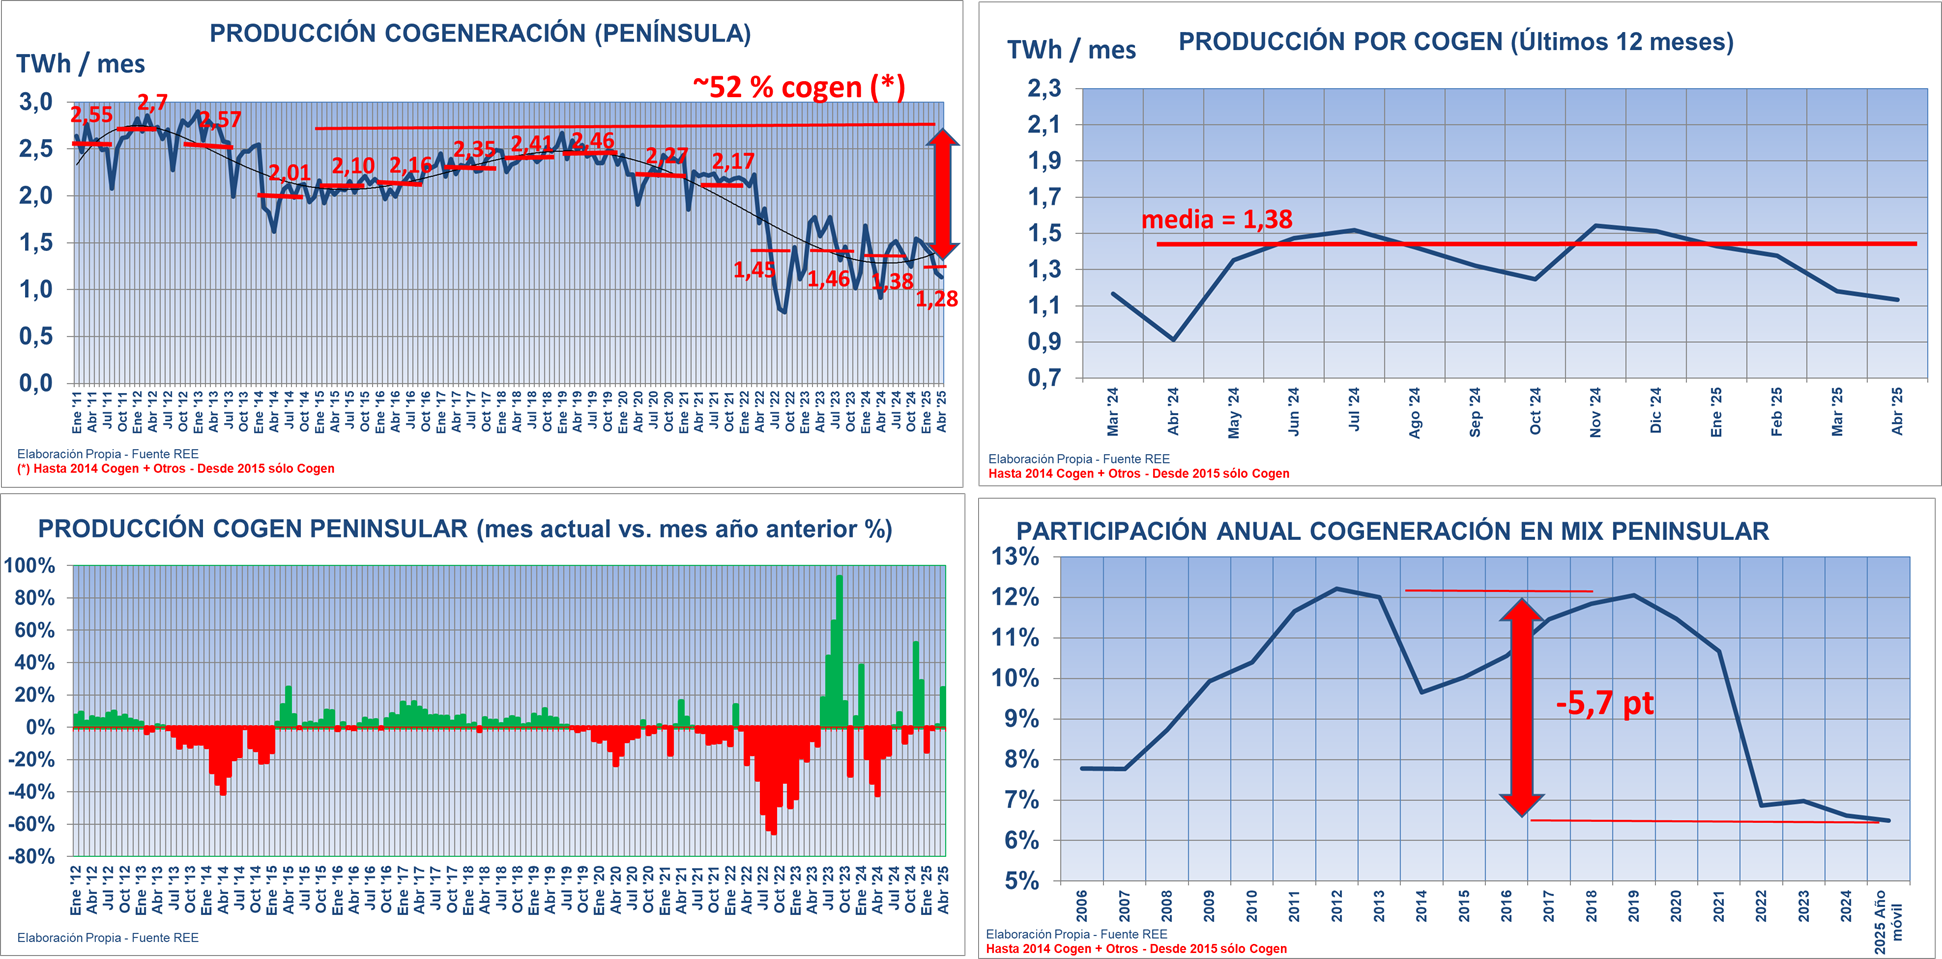 PRODUCCIÓN COGENERACIÓN (PENÍNSULA)
TWh / mes
~52 % cogen (*)
3,0
2,5
2,0
1,5
1,0
0,5
0,0
2,55
2,7
2,57
2,01
2,10
2,16
2,35
2,41
2,46
2,27
2,17
1,45
1,46
1,38
1,28
Ene '11
Abr '11
Jul '11
Oct '11
Ene '12
Abr '12
Jul '12
Oct '12
Ene '13
Abr '13
Jul '13
Oct '13
Ene '14
Abr '14
Jul '14
Oct '14
Ene '15
Abr '15
Jul '15
Oct '15
Ene '16
Abr '16
Jul '16
Oct '16
Ene '17
Abr '17
Jul '17
Oct '17
Ene '18
Abr '18
Jul '18
Oct '18
Ene '19
Abr '19
Jul '19
Oct '19
Ene '20
Abr '20
Jul '20
Oct '20
Ene '21
Abr '21
Jul '21
Oct '21
Ene '22
Abr '22
Jul '22
Oct '22
Ene '23
Abr '23
Jul '23
Oct '23
Ene '24
Abr '24
Jul '24
Oct '24
Ene '25
Abr '25
Elaboración Propia - Fuente REE
(*) Hasta 2014 Cogen + Otros - Desde 2015 sólo Cogen
TWh / mes
PRODUCCIÓN POR COGEN (Últimos 12 meses)
2,3
2,1
1,9
1,7
1,5
1,3
1,1
0,9
0,7
media = 1,38
Mar '24
Abr '24
May '24
Jun '24
Jul '24
Ago '24
Sep '24
Oct '24
Nov '24
Dic '24
Ene '25
Feb '25
Mar '25
Abr '25
Elaboración Propia - Fuente REE
Hasta 2014 Cogen + Otros - Desde 2015 sólo Cogen
PRODUCCIÓN COGEN PENINSULAR (mes actual vs. mes año anterior %)
100%
80%
60%
40%
20%
0%
-20%
-40%
-60%
-80%
Ene '12
Abr '12
Jul '12
Oct '12
Ene '13
Abr '13
Jul '13
Oct '13
Ene '14
Abr '14
Jul '14
Oct '14
Ene '15
Abr '15
Jul '15
Oct '15
Ene '16
Abr '16
Jul '16
Oct '16
Ene '17
Abr '17
Jul '17
Oct '17
Ene '18
Abr '18
Jul '18
Oct '18
Ene '19
Abr '19
Jul '19
Oct '19
Ene '20
Abr '20
Jul '20
Oct '20
Ene '21
Abr '21
Jul '21
Oct '21
Ene '22
Abr '22
Jul '22
Oct '22
Ene '23
Abr '23
Jul '23
Oct '23
Ene '24
Abr '24
Jul '24
Oct '24
Ene '25
Abr '25
Elaboración Propia - Fuente REE
PARTICIPACIÓN ANUAL COGENERACIÓN EN MIX PENINSULAR
13%
12%
11%
10%
9%
8%
7%
6%
5%
-5,7 pt
2006
2007
2008
2009
2010
2011
2012
2013
2014
2015
2016
2017
2018
2019
2020
2021
2022
2023
2024
2025 Año
móvil
Elaboración Propia - Fuente REE
Hasta 2014 Cogen + Otros - Desde 2015 sólo Cogen